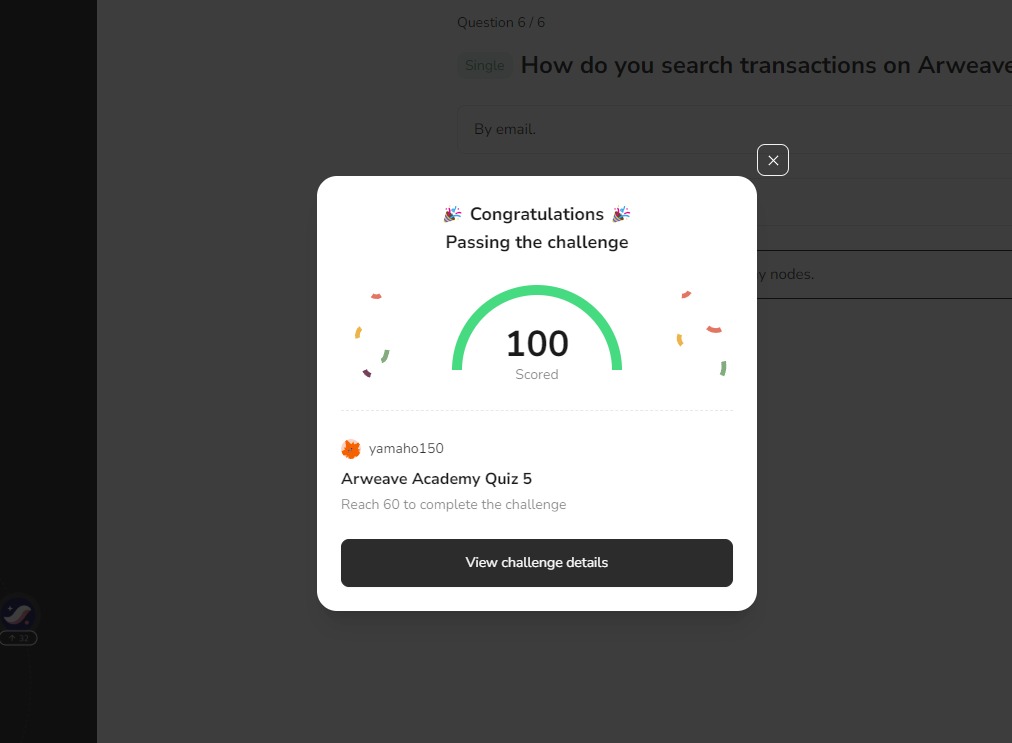 Question 6 / 6
Single How do you search transactions on Arweave
By email.
y nodes.
Congratulations
Passing the challenge
100
Scored
yamaho150
Arweave Academy Quiz 5
Reach 60 to complete the challenge
View challenge details
32